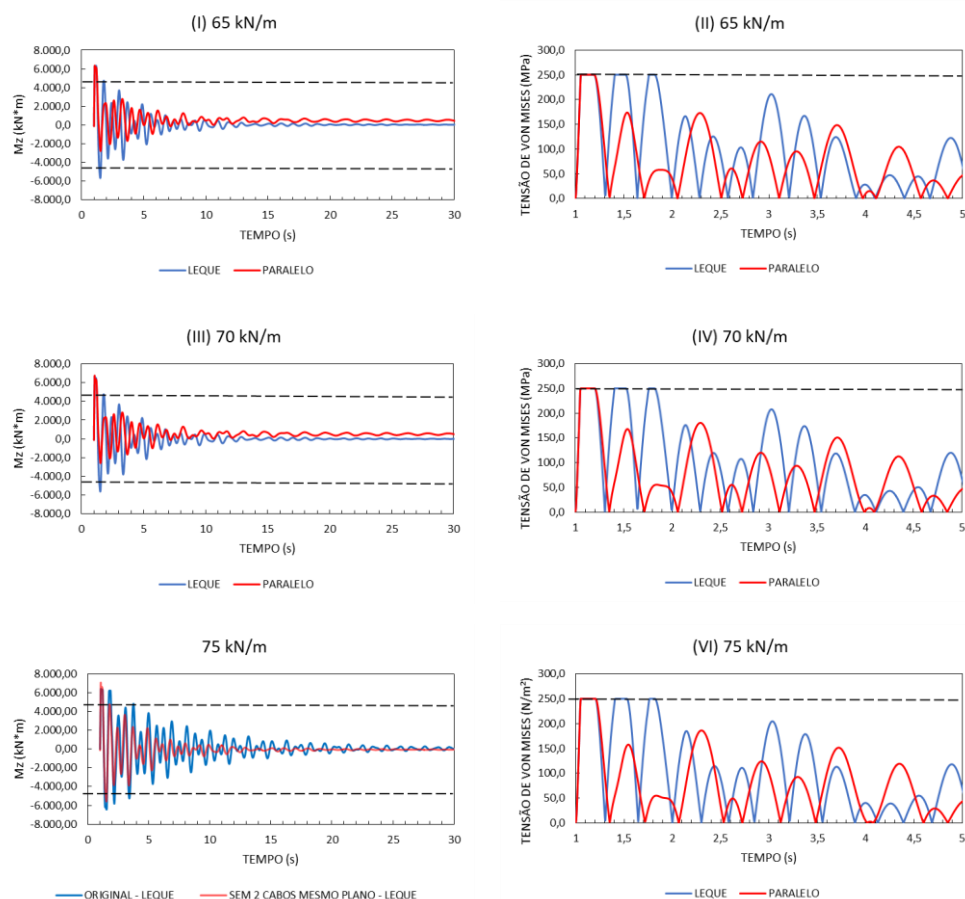 (I) 65 kN/m
8.000,0
6.000,0
4.000,0
2.000,0
0,0
-2.000,0
-4.000,0
-6.000,0
-8.000,0
Mz (kN*m)
0 5 10 15 20 25 30
TEMPO (s)
LEQUE PARALELO
(II) 65 kN/m
300,0
250,0
200,0
150,0
100,0
50,0
0,0
TENSÃO DE VON MISES (MPa)
1 1,5 2 2,5 3 3,5 4 4,5 5
TEMPO (s)
LEQUE PARALELO
(III) 70 kN/m
8.000,0
6.000,0
4.000,0
2.000,0
0,0
-2.000,0
-4.000,0
-6.000,0
-8.000,0
Mz (kN*m)
0 5 10 15 20 25 30
TEMPO (s)
LEQUE PARALELO
(IV) 70 kN/m
300,0
250,0
200,0
150,0
100,0
50,0
0,0
TENSÃO DE VON MISES (MPa)
1 1,5 2 2,5 3 3,5 4 4,5 5
TEMPO (s)
LEQUE PARALELO
75 kN/m
8.000,00
6.000,00
4.000,00
2.000,00
0,00
-2.000,00
-4.000,00
-6.000,00
-8.000,00
Mz (kN*m)
0 5 10 15 20 25 30
TEMPO (s)
ORIGINAL - LEQUE SEM 2 CABOS MESMO PLANO - LEQUE
(VI) 75 kN/m
300,0
250,0
200,0
150,0
100,0
50,0
0,0
TENSÃO DE VON MISES (N/m²)
1 1,5 2 2,5 3 3,5 4 4,5 5
TEMPO (s)
LEQUE PARALELO